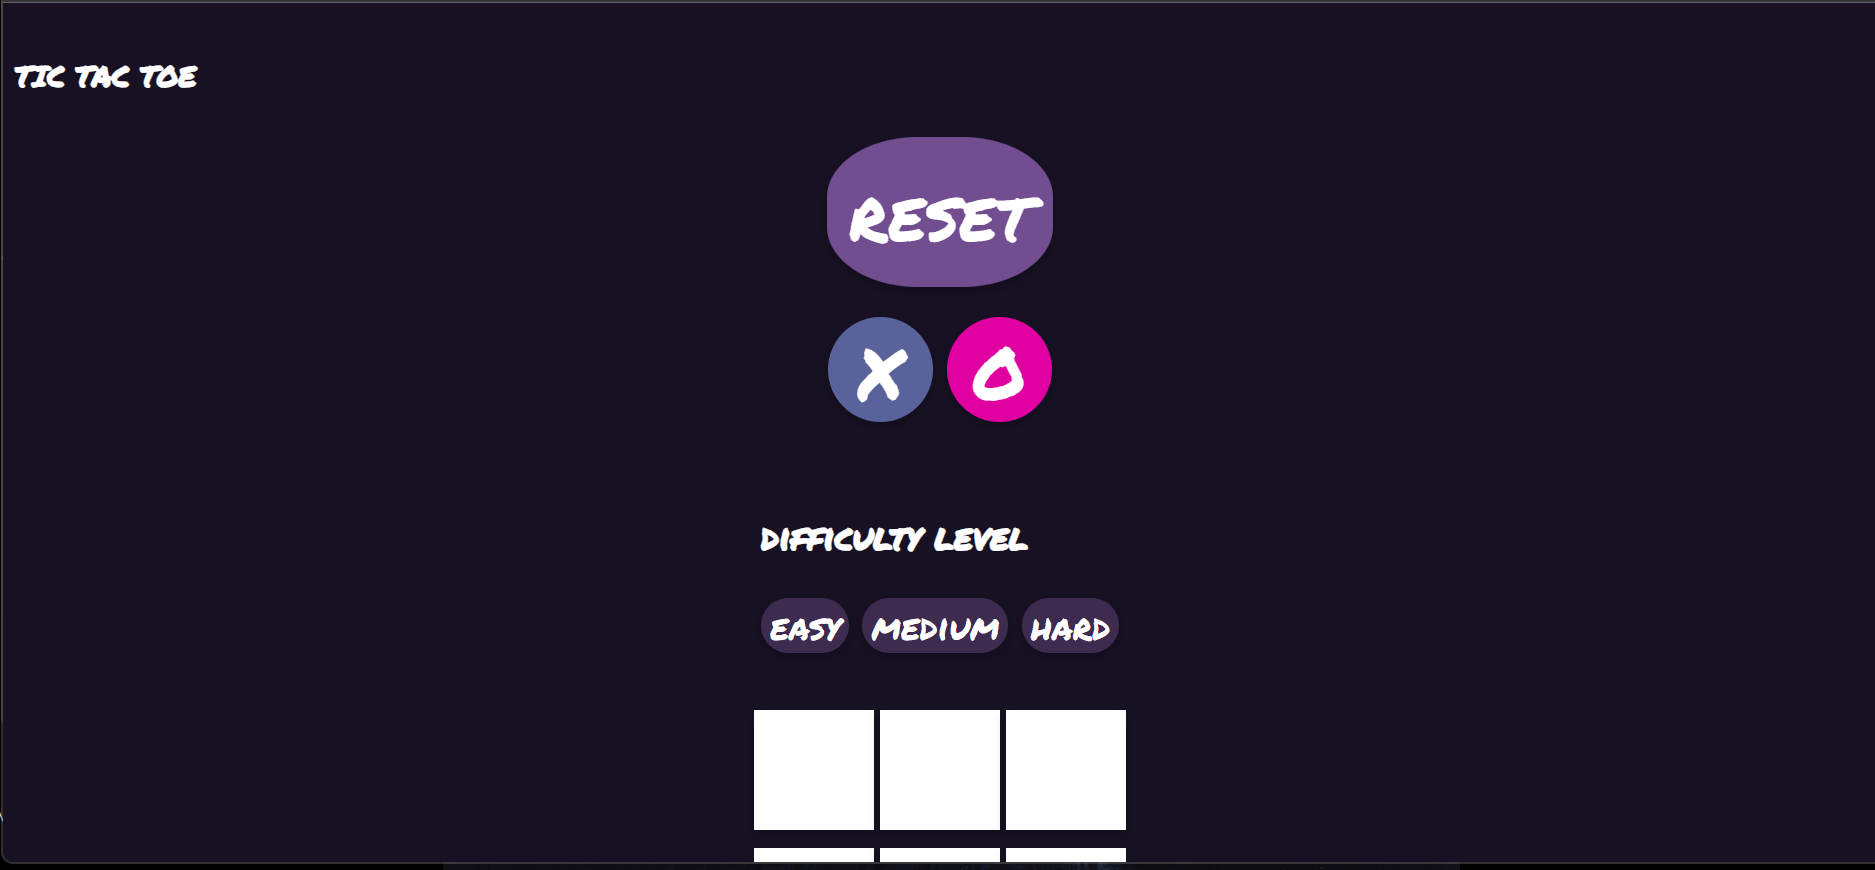 TIC TAC TOE
RESET
X O
DIFFICULTY LEVEL
EASY MEDIUM HARD